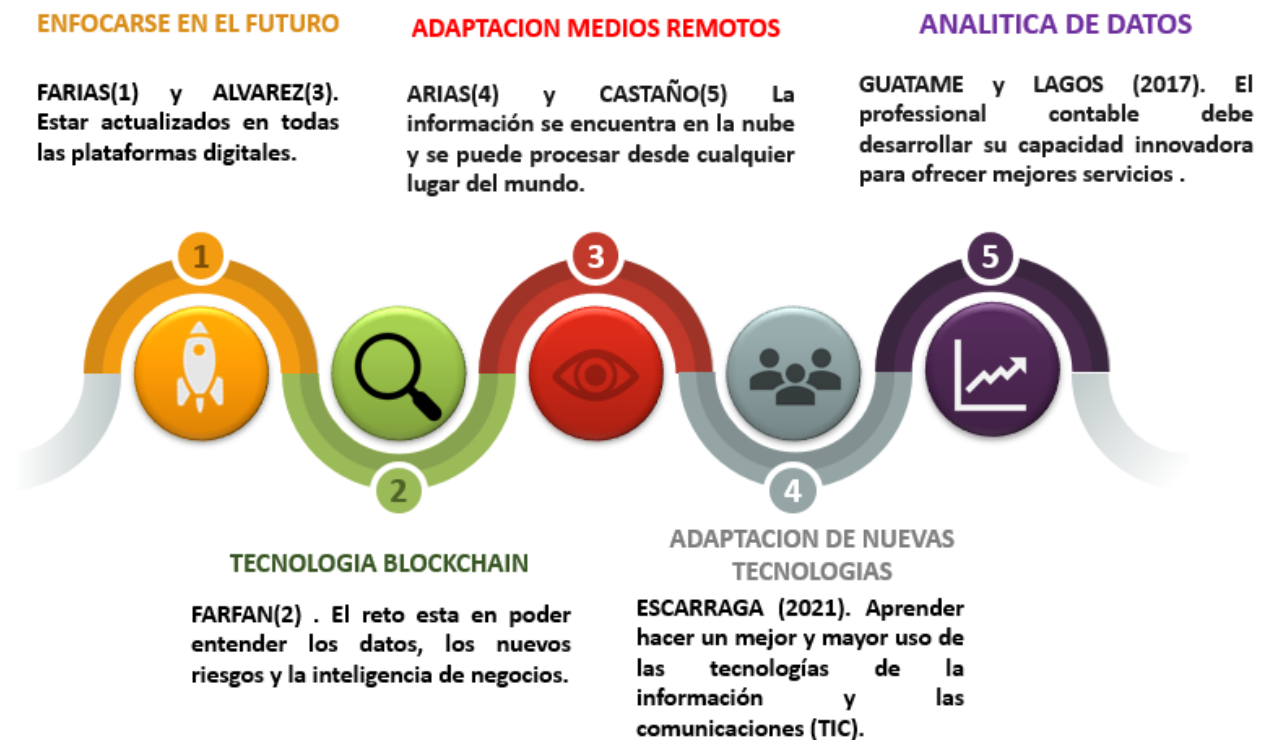 ENFOCARSE EN EL FUTURO
FARIAS(1) y ALVAREZ(3).
Estar actualizados en todas
las plataformas digitales.
ADAPTACION MEDIOS REMOTOS
ARIAS(4) y CASTAÑO(5) La
información se encuentra en la nube
y se puede procesar desde cualquier
lugar del mundo.
ANALITICA DE DATOS
GUATAME y LAGOS (2017). El
professional contable debe
desarrollar su capacidad innovadora
para ofrecer mejores servicios .
1
3
5
2
4
TECNOLOGIA BLOCKCHAIN
FARFAN(2) . El reto esta en poder
entender los datos, los nuevos
riesgos y la inteligencia de negocios.
ADAPTACION DE NUEVAS
TECNOLOGIAS
ESCARRAGA (2021). Aprender
hacer un mejor y mayor uso de
las tecnologías de la
información y las
comunicaciones (TIC).